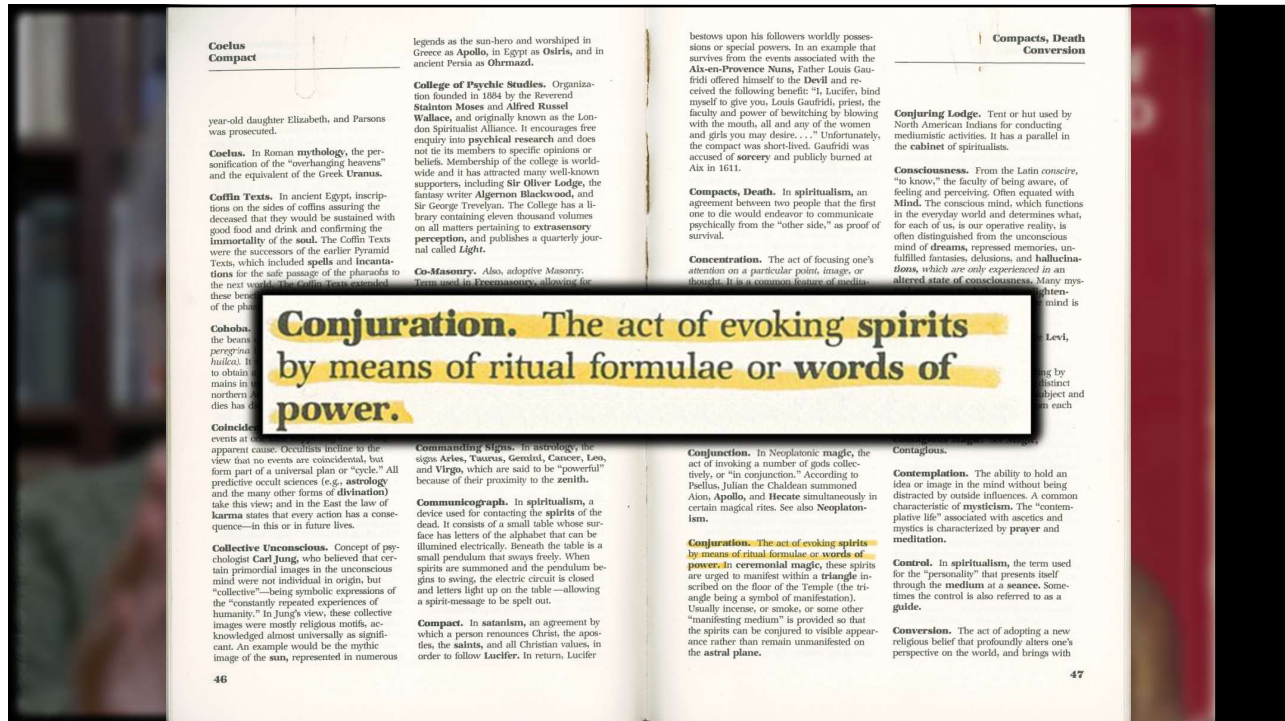 Coelus
Compact
year-old daughter Elizabeth, and Parsons
was prosecuted.
Coelus. In Roman mythology, the per-
sonification of the "overhanging heavens"
and the equivalent of the Greek Uranus.
Coffin Texts. In ancient Egypt, inscrip-
tions on the sides of coffins assuring the
deceased that they would be sustained with
good food and drink and confirming the
immortality of the soul. The Coffin Texts
were the successors of the earlier Pyramid
Texts, which included spells and incanta-
tions for the safe passage of the pharaohs to
the next world. The Coffin Texts extended
these
of the
Cohoba.
the beans
peregrina
huilca). It
to obtain
mains in
northern
dies has
events at
apparent cause. Occultists incline to the
view that no events are coincidental, but
form part of a universal plan or "cycle." All
predictive occult sciences (e.g., astrology
and the many other forms of divination)
take this view; and in the East the law of
karma states that every action has a conse-
quence—in this or in future lives.
Collective Unconscious. Concept of psy-
chologist Carl Jung, who believed that cer-
tain primordial images in the unconscious
mind were not individual in origin, but
"collective"—being symbolic expressions of
the "constantly repeated experiences of
humanity." In Jung's view, these collective
images were mostly religious motifs, ac-
knowledged almost universally as signifi-
cant. An example would be the mythic
image of the sun, represented in numerous
46
legends as the sun-hero and worshiped in
Greece as Apollo, in Egypt as Osiris, and in
ancient Persia as Ohrmazd.
College of Psychic Studies. Organiza-
tion founded in 1884 by the Reverend
Stainton Moses and Alfred Russel
Wallace, and originally known as the Lon-
don Spiritualist Alliance. It encourages free
enquiry into psychical research and does
not tie its members to specific opinions or
beliefs. Membership of the college is world-
wide and it has attracted many well-known
supporters, including Sir Oliver Lodge, the
fantasy writer Algernon Blackwood, and
Sir George Trevelyan. The College has a li-
brary containing eleven thousand volumes
on all matters pertaining to extrasensory
perception, and publishes a quarterly jour-
nal called Light.
Co-Masonry. Also, adoptive Masonry.
Term used in Freemasonry, allowing for
Conjuration. The act of evoking spirits
by means of ritual formulae or words of
power.
Commanding Signs. In astrology, the
signs Aries, Taurus, Gemini, Cancer, Leo,
and Virgo, which are said to be "powerful"
because of their proximity to the zenith.
Communicograph. In spiritualism, a
device used for contacting the spirits of the
dead. It consists of a small table whose sur-
face has letters of the alphabet that can be
illumined electrically. Beneath the table is a
small pendulum that sways freely. When
spirits are summoned and the pendulum be-
gins to swing, the electric circuit is closed
and letters light up on the table—allowing
a spirit-message to be spelt out.
Compact. In satanism, an agreement by
which a person renounces Christ, the apos-
tles, the saints, and all Christian values, in
order to follow Lucifer. In return, Lucifer
bestows upon his followers worldly posses-
sions or special powers. In an example that
survives from the events associated with the
Aix-en-Provence Nuns, Father Louis Gau-
fridi offered himself to the Devil and re-
ceived the following benefit: "I, Lucifer, bind
myself to give you, Louis Gaufridi, priest, the
faculty and power of bewitching by blowing
with the mouth, all and any of the women
and girls you may desire. . . ." Unfortunately,
the compact was short-lived. Gaufridi was
accused of sorcery and publicly burned at
Aix in 1611.
Compacts, Death. In spiritualism, an
agreement between two people that the first
one to die would endeavor to communicate
psychically from the "other side," as proof of
survival.
Concentration. The act of focusing one's
attention on a particular point, image, or
thought. It is a common feature of medita-
Conjunction. In Neoplatonic magic, the
act of invoking a number of gods collec-
tively, or "in conjunction." According to
Psellus, Julian the Chaldean summoned
Aion, Apollo, and Hecate simultaneously in
certain magical rites. See also Neoplaton-
ism.
Conjuration. The act of evoking spirits
by means of ritual formulae or words of
power. In ceremonial magic, these spirits
are urged to manifest within a triangle in-
scribed on the floor of the Temple (the tri-
angle being a symbol of manifestation).
Usually incense, or smoke, or some other
"manifesting medium" is provided so that
the spirits can be conjured to visible appear-
ance rather than remain unmanifested on
the astral plane.
Compacts, Death
Conversion
Conjuring Lodge. Tent or hut used by
North American Indians for conducting
mediumistic activities. It has a parallel in
the cabinet of spiritualists.
Consciousness. From the Latin conscire,
"to know," the faculty of being aware, of
feeling and perceiving. Often equated with
Mind. The conscious mind, which functions
in the everyday world and determines what,
for each of us, is our operative reality, is
often distinguished from the unconscious
mind of dreams, repressed memories, un-
fulfilled fantasies, delusions, and hallucina-
tions, which are only experienced in an
altered state of consciousness. Many mys-
mind is
Levi,
by
distinct
and
each
Contagious.
Contemplation. The ability to hold an
idea or image in the mind without being
distracted by outside influences. A common
characteristic of mysticism. The "contem-
plative life" associated with ascetics and
mystics is characterized by prayer and
meditation.
Control. In spiritualism, the term used
for the "personality" that presents itself
through the medium at a seance. Some-
times the control is also referred to as a
guide.
Conversion. The act of adopting a new
religious belief that profoundly alters one's
perspective on the world, and brings with
47